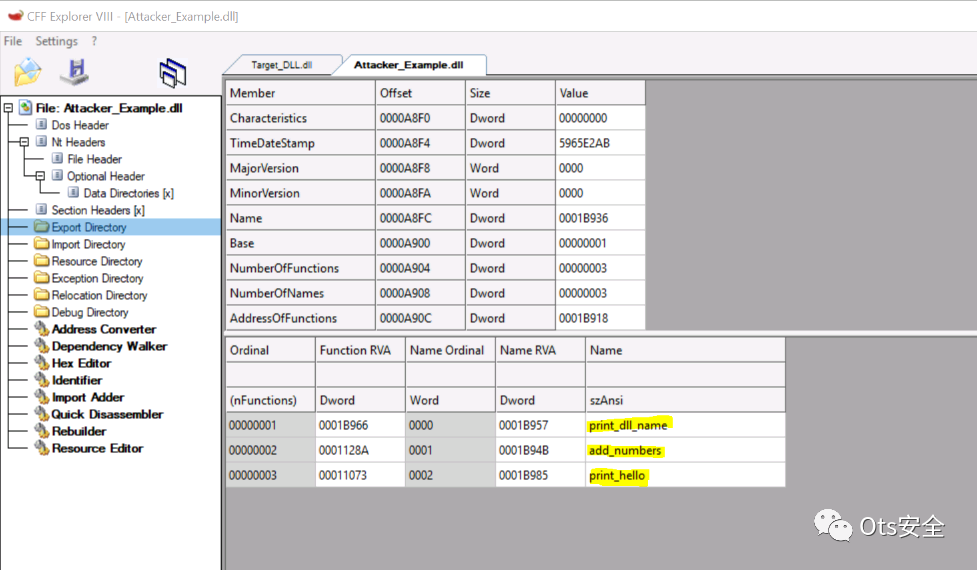 CFF Explorer VIII - [Attacker_Example.dll]
File Settings ?
Target_DLL.dll Attacker_Example.dll
File: Attacker_Example.dll
Dos Header
Nt Headers
File Header
Optional Header
Data Directories [x]
Section Headers [x]
Export Directory
Import Directory
Resource Directory
Exception Directory
Relocation Directory
Debug Directory
Address Converter
Dependency Walker
Hex Editor
Identifier
Import Adder
Quick Disassembler
Rebuilder
Resource Editor
Member Offset Size Value
Characteristics 0000A8F0 Dword 00000000
TimeDateStamp 0000A8F4 Dword 5965E2AB
MajorVersion 0000A8F8 Word 0000
MinorVersion 0000A8FA Word 0000
Name 0000A8FC Dword 0001B936
Base 0000A900 Dword 00000001
NumberOfFunctions 0000A904 Dword 00000003
NumberOfNames 0000A908 Dword 00000003
AddressOfFunctions 0000A90C Dword 0001B918
Ordinal Function RVA Name Ordinal Name RVA Name
(nFunctions) Dword Word Dword szAnsi
00000001 0001B966 0000 0001B957 print_dll_name
00000002 0001128A 0001 0001B94B add_numbers
00000003 00011073 0002 0001B985 print_hello
Ots安全